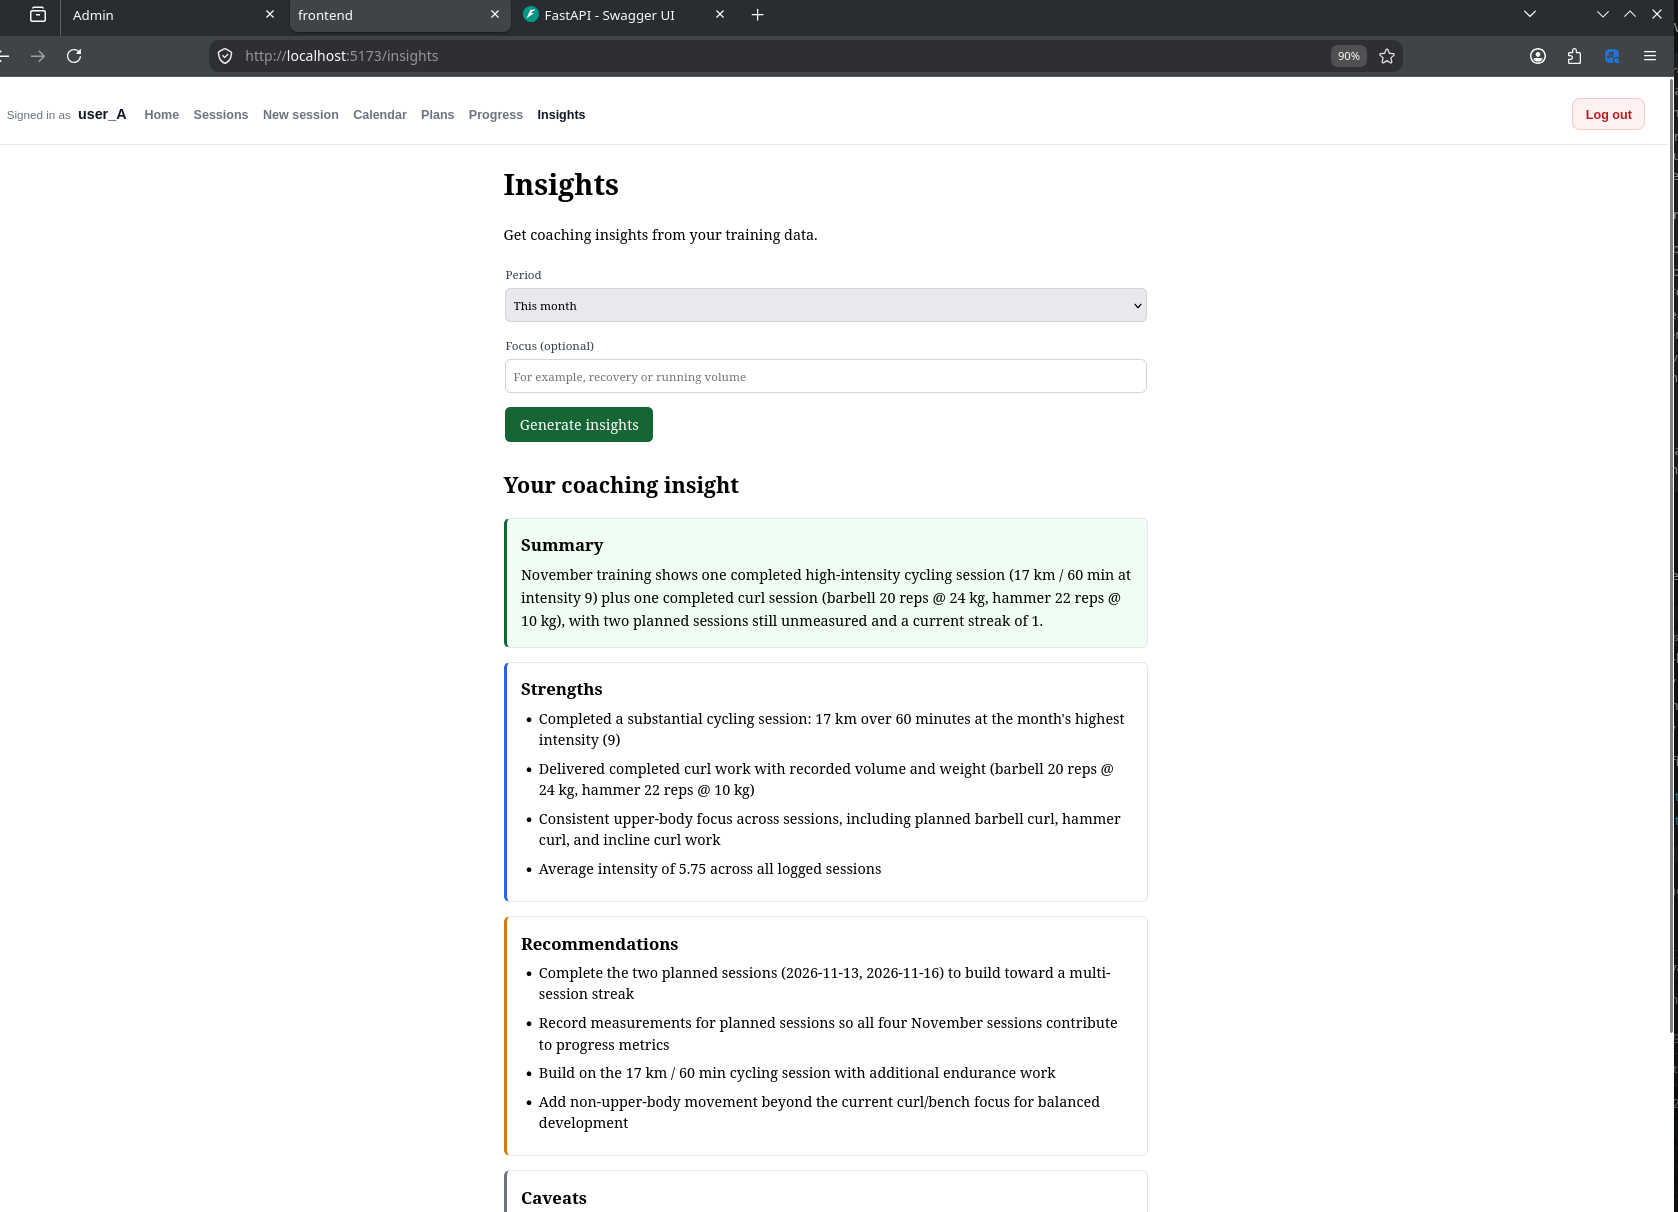 Admin
frontend
FastAPI - Swagger UI
http://localhost:5173/insights
90%
Signed in as user_A Home Sessions New session Calendar Plans Progress Insights Log out
Insights
Get coaching insights from your training data.
Period
This month
Focus (optional)
For example, recovery or running volume
Generate insights
Your coaching insight
Summary
November training shows one completed high-intensity cycling session (17 km / 60 min at
intensity 9) plus one completed curl session (barbell 20 reps @ 24 kg, hammer 22 reps @
10 kg), with two planned sessions still unmeasured and a current streak of 1.
Strengths
• Completed a substantial cycling session: 17 km over 60 minutes at the month's highest
intensity (9)
• Delivered completed curl work with recorded volume and weight (barbell 20 reps @
24 kg, hammer 22 reps @ 10 kg)
• Consistent upper-body focus across sessions, including planned barbell curl, hammer
curl, and incline curl work
• Average intensity of 5.75 across all logged sessions
Recommendations
• Complete the two planned sessions (2026-11-13, 2026-11-16) to build toward a multi-
session streak
• Record measurements for planned sessions so all four November sessions contribute
to progress metrics
• Build on the 17 km / 60 min cycling session with additional endurance work
• Add non-upper-body movement beyond the current curl/bench focus for balanced
development
Caveats